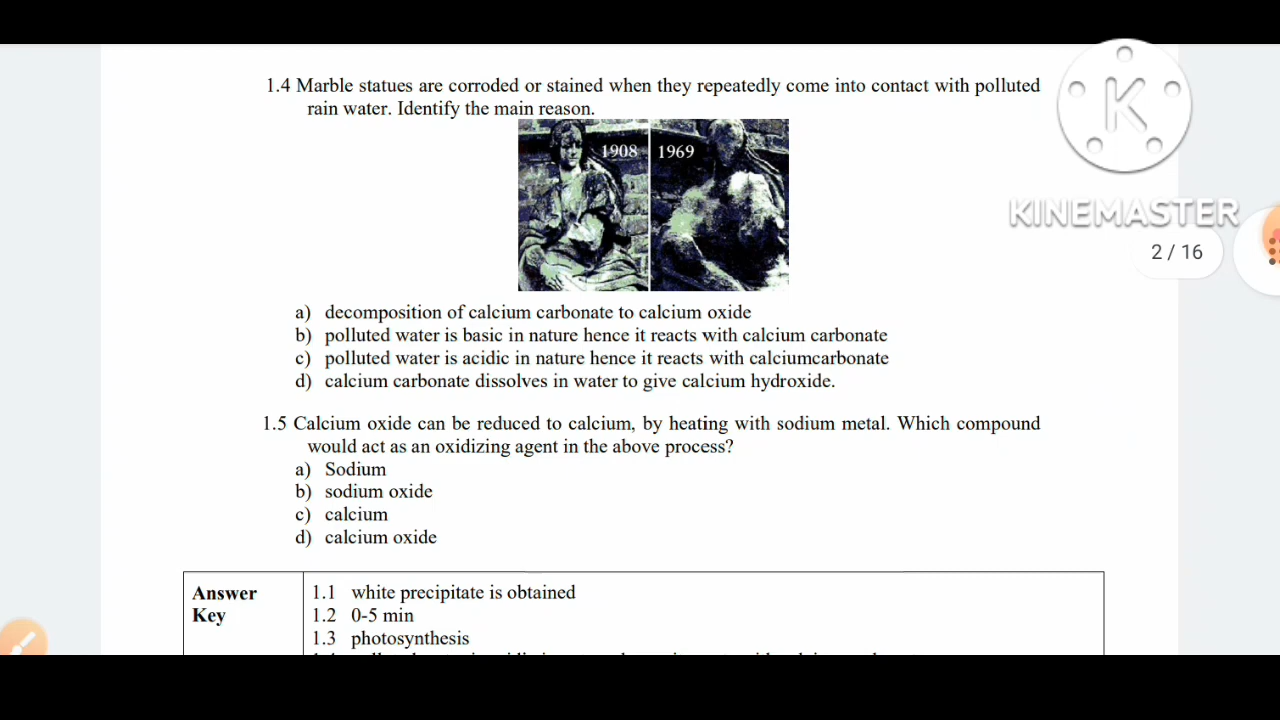 1.4 Marble statues are corroded or stained when they repeatedly come into contact with polluted
rain water. Identify the main reason.
1908 1969
KINEMASTER
2 / 16
a) decomposition of calcium carbonate to calcium oxide
b) polluted water is basic in nature hence it reacts with calcium carbonate
c) polluted water is acidic in nature hence it reacts with calciumcarbonate
d) calcium carbonate dissolves in water to give calcium hydroxide.
1.5 Calcium oxide can be reduced to calcium, by heating with sodium metal. Which compound
would act as an oxidizing agent in the above process?
a) Sodium
b) sodium oxide
c) calcium
d) calcium oxide
Answer
Key
1.1 white precipitate is obtained
1.2 0-5 min
1.3 photosynthesis